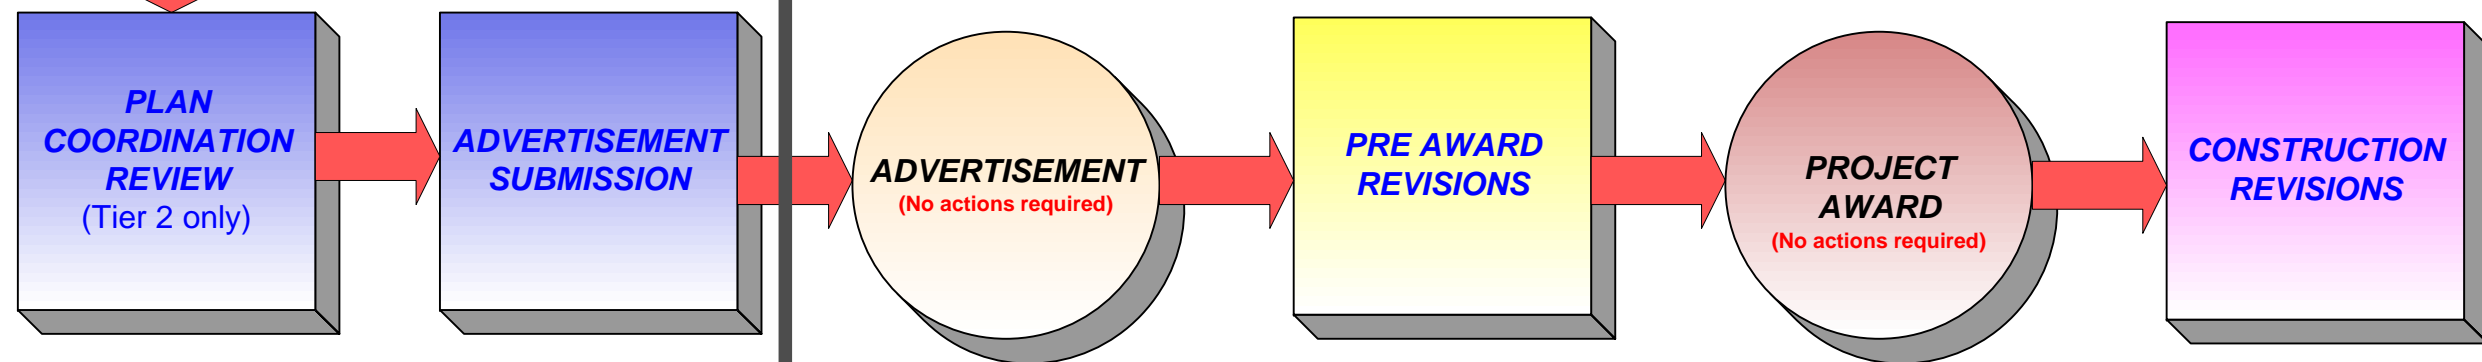 PLAN
COORDINATION
REVIEW
(Tier 2 only)
ADVERTISEMENT
SUBMISSION
ADVERTISEMENT
(No actions required)
PRE AWARD
REVISIONS
PROJECT
AWARD
(No actions required)
CONSTRUCTION
REVISIONS